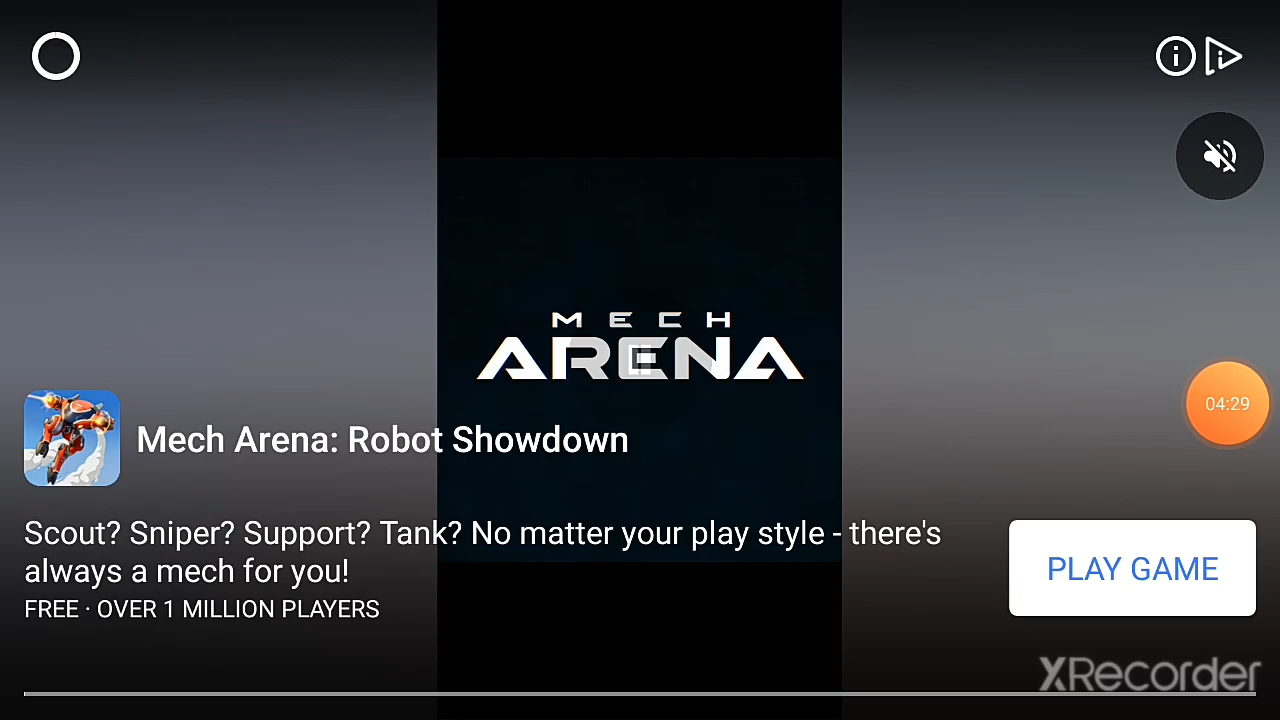 MECH
ARENA
04:29
Mech Arena: Robot Showdown
Scout? Sniper? Support? Tank? No matter your play style - there's
always a mech for you!
FREE · OVER 1 MILLION PLAYERS
PLAY GAME
XRecorder